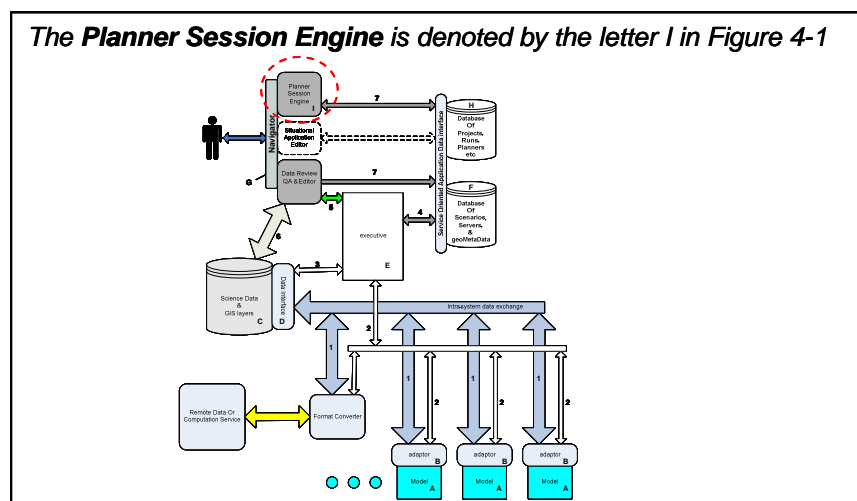 The Planner Session Engine is denoted by the letter I in Figure 4-1
Planner
Session
Engine
I
7
H
Database
Of
Projects,
Runs.
Planners
etc
Navigator
Situational
Application
Editor
Service Oriented Application Data interface
G
Data Review
QA & Editor
7
F
Database
Of
Scenarios,
Servers,
&
geoMetaData
5
4
executive
E
6
3
Science Data
&
GIS layers
C
Data interface
D
Intra-system data exchange
2
1
1
2
1
2
1
2
Remote Data Or
Computation Service
Format Converter
adaptor
B
adaptor
B
adaptor
B
Model
A
Model
A
Model
A